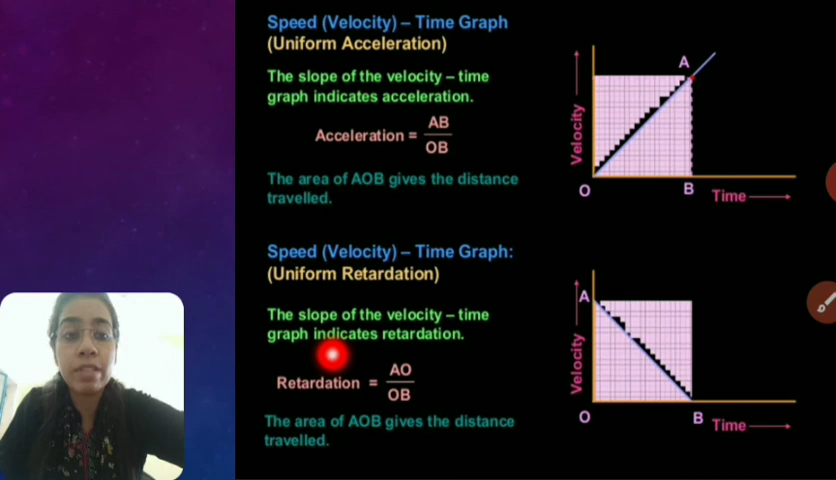 Speed (Velocity) – Time Graph
(Uniform Acceleration)
The slope of the velocity – time
graph indicates acceleration.
Acceleration =
AB
OB
The area of AOB gives the distance
travelled.
A
Velocity
O
B
Time
Speed (Velocity) – Time Graph:
(Uniform Retardation)
The slope of the velocity – time
graph indicates retardation.
Retardation =
AO
OB
The area of AOB gives the distance
travelled.
A
Velocity
O
B
Time